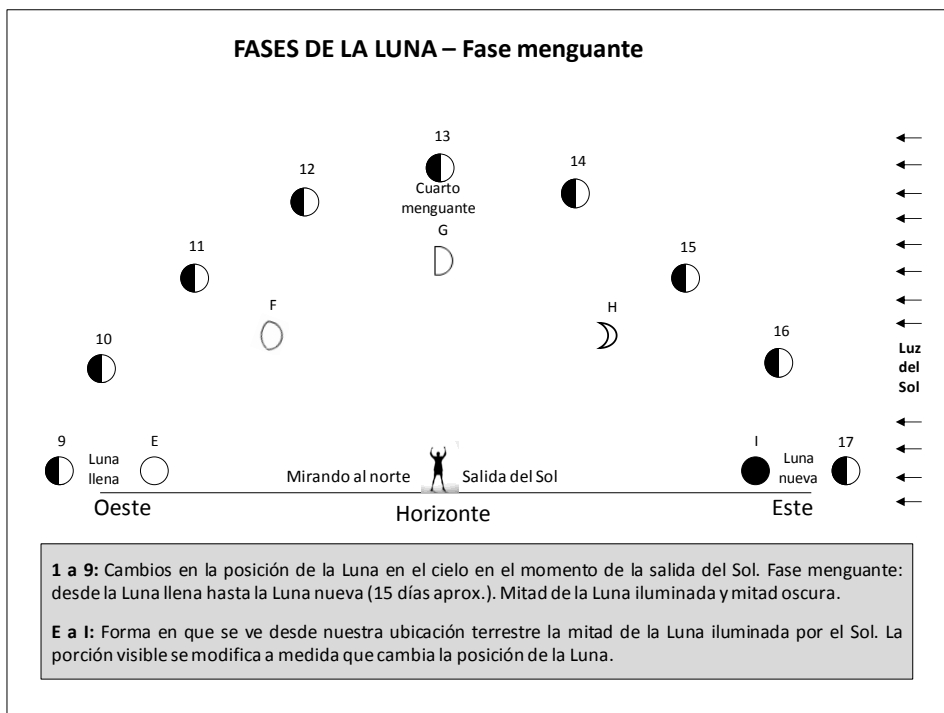 FASES DE LA LUNA – Fase menguante
13
12
14
Cuarto
menguante
G
11
15
F
H
10
16
Luz
del
Sol
9
E
I
17
Luna
llena
Luna
nueva
Mirando al norte
Salida del Sol
Oeste
Horizonte
Este
1 a 9: Cambios en la posición de la Luna en el cielo en el momento de la salida del Sol. Fase menguante:
desde la Luna llena hasta la Luna nueva (15 días aprox.). Mitad de la Luna iluminada y mitad oscura.
E a I: Forma en que se ve desde nuestra ubicación terrestre la mitad de la Luna iluminada por el Sol. La
porción visible se modifica a medida que cambia la posición de la Luna.